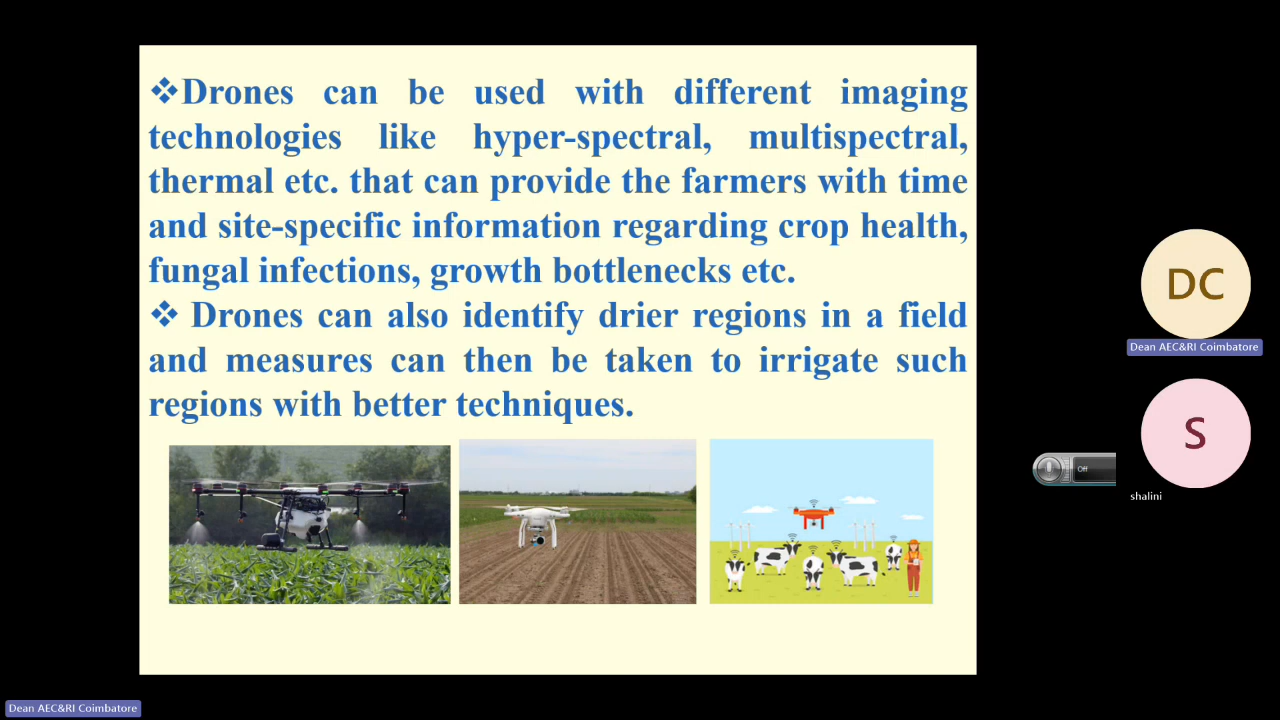 ❖Drones can be used with different imaging
technologies like hyper-spectral, multispectral,
thermal etc. that can provide the farmers with time
and site-specific information regarding crop health,
fungal infections, growth bottlenecks etc.
❖ Drones can also identify drier regions in a field
and measures can then be taken to irrigate such
regions with better techniques.
DC
Dean AEC&RI Coimbatore
S
Off
shalini
Dean AEC&RI Coimbatore